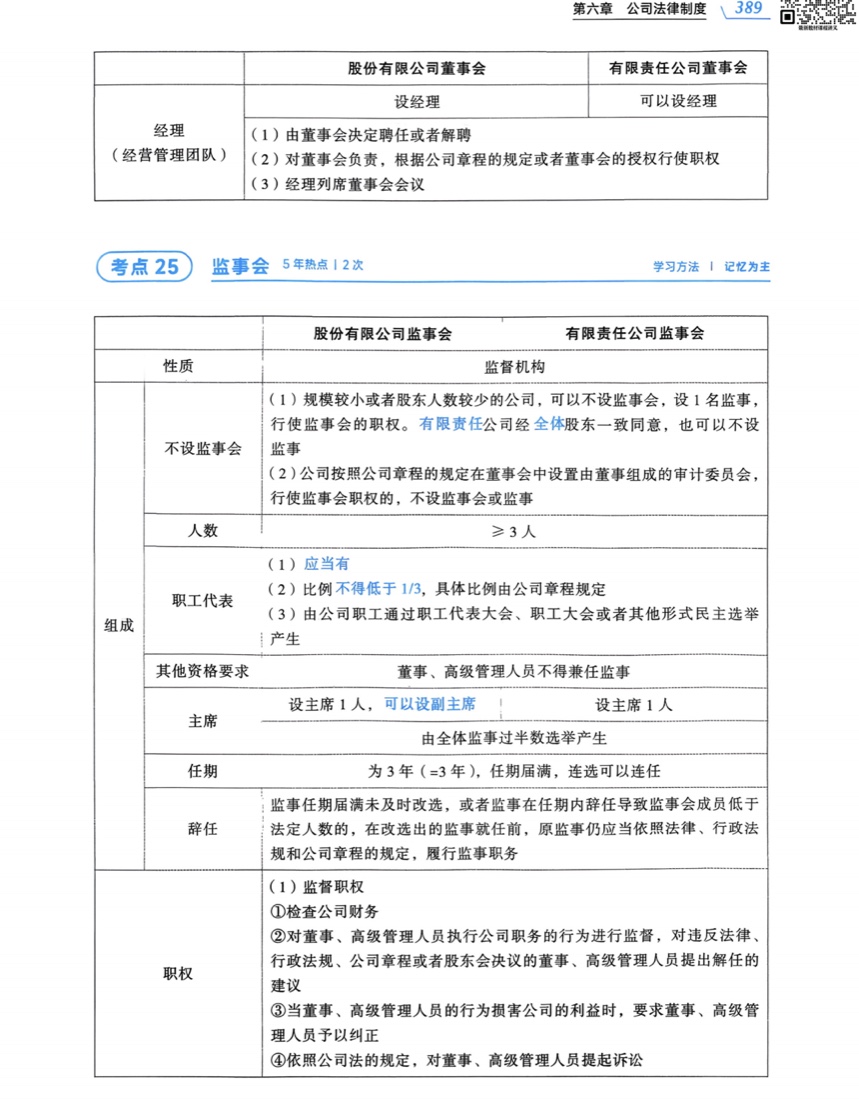 第六章 公司法律制度 389
股份有限公司董事会 有限责任公司董事会
经理
（经营管理团队）
设经理 可以设经理
（1）由董事会决定聘任或者解聘
（2）对董事会负责，根据公司章程的规定或者董事会的授权行使职权
（3）经理列席董事会会议
考点 25 监事会 5年热点 | 2次 学习方法 | 记忆为主
股份有限公司监事会 有限责任公司监事会
性质 监督机构
组成
不设监事会
（1）规模较小或者股东人数较少的公司，可以不设监事会，设1名监事，
行使监事会的职权。有限责任公司经全体股东一致同意，也可以不设
监事
（2）公司按照公司章程的规定在董事会中设置由董事组成的审计委员会，
行使监事会职权的，不设监事会或监事
人数 ≥3人
职工代表
（1）应当有
（2）比例不得低于1/3，具体比例由公司章程规定
（3）由公司职工通过职工代表大会、职工大会或者其他形式民主选举
产生
其他资格要求 董事、高级管理人员不得兼任监事
主席
设主席1人，可以设副主席 设主席1人
由全体监事过半数选举产生
任期 为3年（=3年），任期届满，连选可以连任
辞任
监事任期届满未及时改选，或者监事在任期内辞任导致监事会成员低于
法定人数的，在改选出的监事就任前，原监事仍应当依照法律、行政法
规和公司章程的规定，履行监事职务
职权
（1）监督职权
①检查公司财务
②对董事、高级管理人员执行公司职务的行为进行监督，对违反法律、
行政法规、公司章程或者股东会决议的董事、高级管理人员提出解任的
建议
③当董事、高级管理人员的行为损害公司的利益时，要求董事、高级管
理人员予以纠正
④依照公司法的规定，对董事、高级管理人员提起诉讼